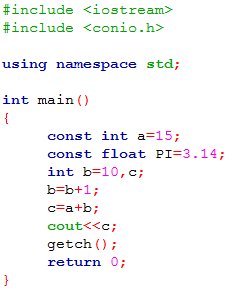 #include <iostream>
#include <conio.h>
using namespace std;
int main()
{
const int a=15;
const float PI=3.14;
int b=10,c;
b=b+1;
c=a+b;
cout<<c;
getch();
return 0;
}